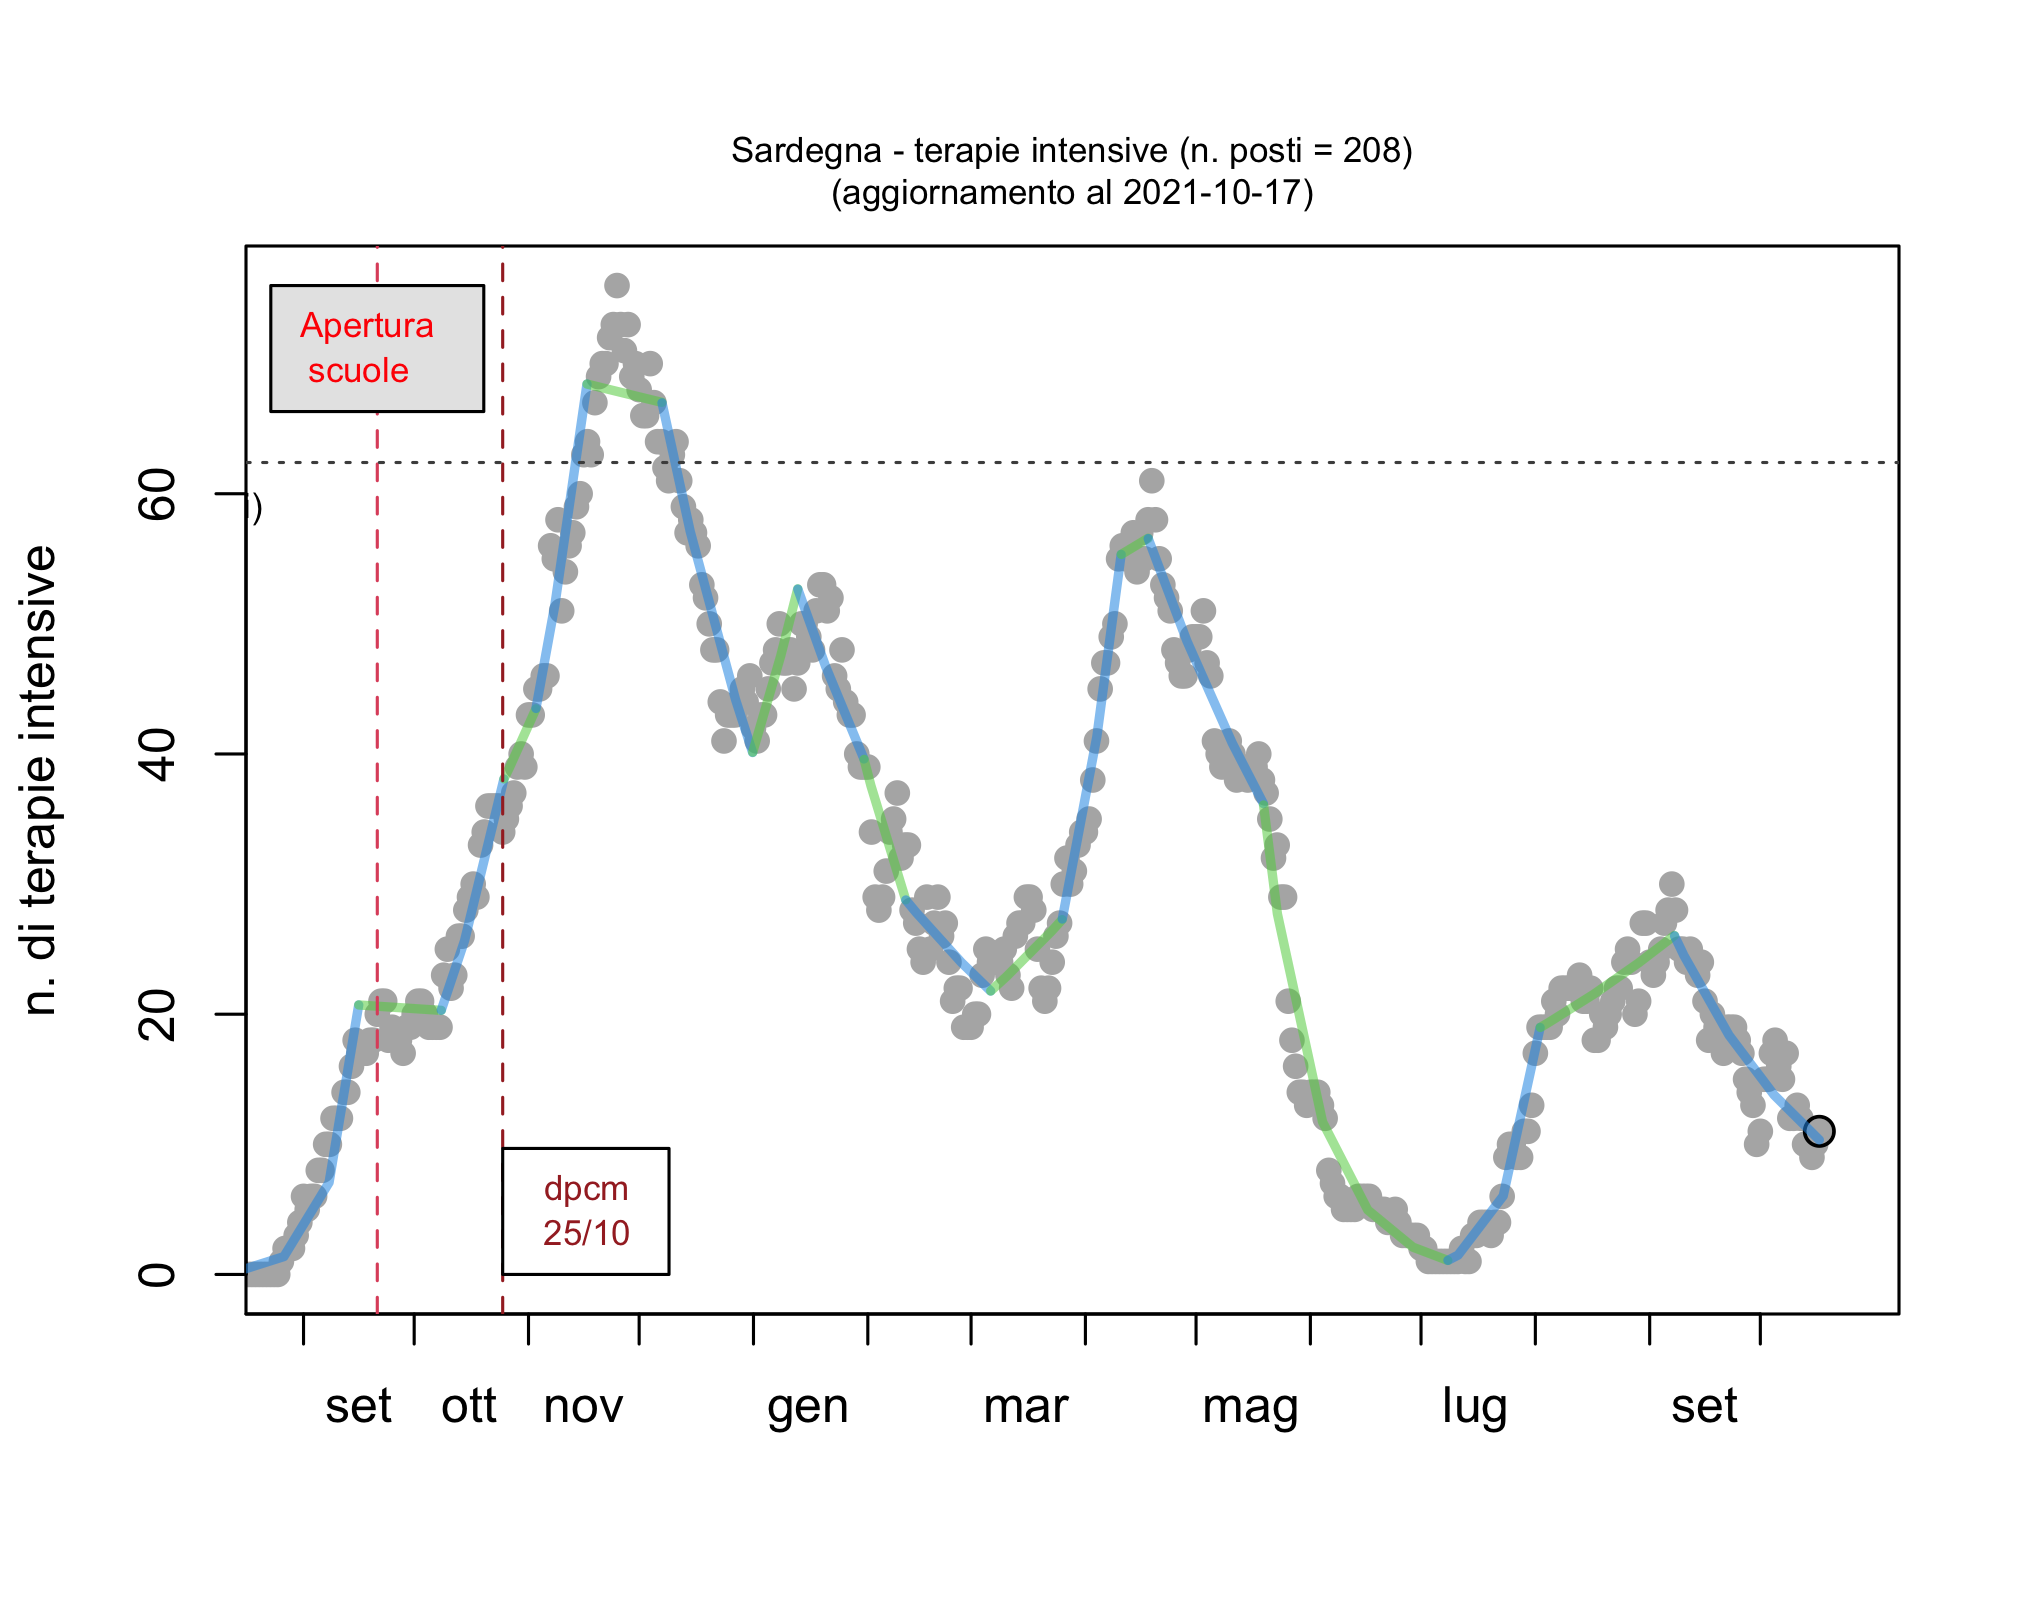 Sardegna - terapie intensive (n. posti = 208)
(aggiornamento al 2021-10-17)
Apertura
scuole
n. di terapie intensive
60
40
20
0
)
dpcm
25/10
set ott nov gen mar mag lug set